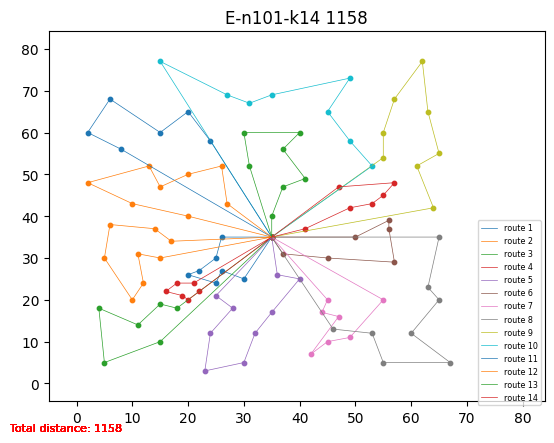 E-n101-k14 1158
80
70
60
50
40
30
20
10
0
0
10
20
30
40
50
60
70
80
route 1
route 2
route 3
route 4
route 5
route 6
route 7
route 8
route 9
route 10
route 11
route 12
route 13
route 14
Total distance: 1158